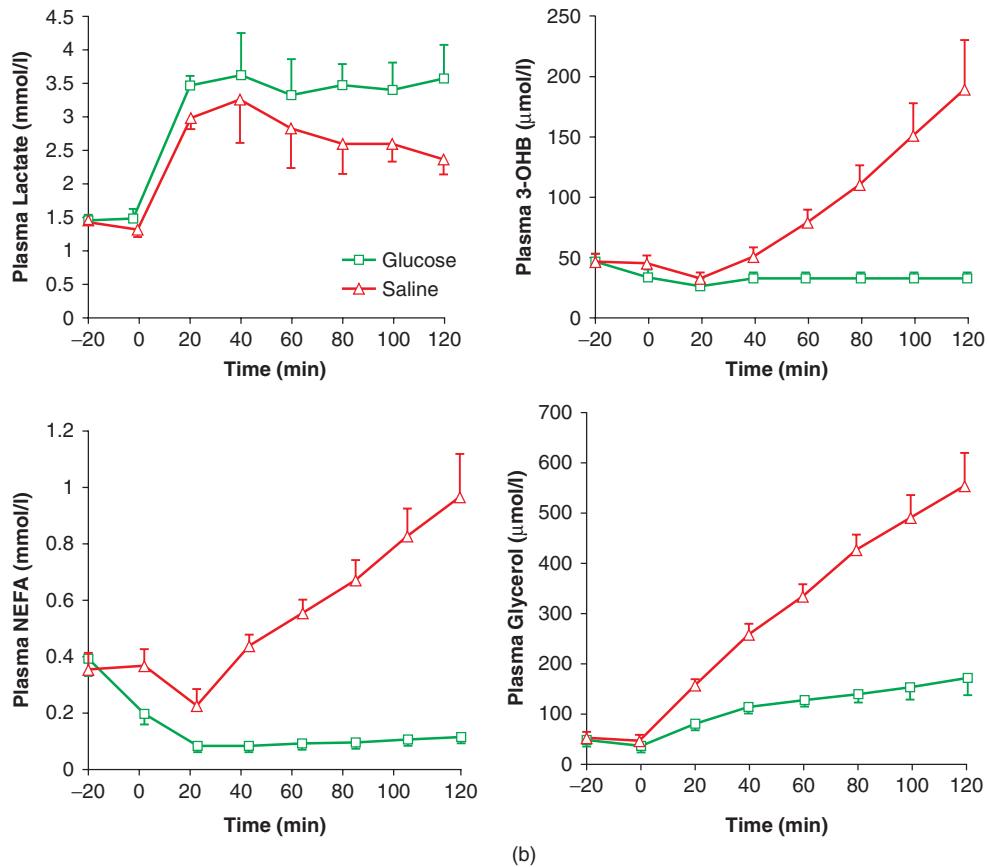 Plasma Lactate (mmol/l)
4.5
4
3.5
3
2.5
2
1.5
1
0.5
0
−20 0 20 40 60 80 100 120
Time (min)
Glucose
Saline
Plasma 3-OHB (μmol/l)
250
200
150
100
50
0
−20 0 20 40 60 80 100 120
Time (min)
Plasma NEFA (mmol/l)
1.2
1
0.8
0.6
0.4
0.2
0
−20 0 20 40 60 80 100 120
Time (min)
Plasma Glycerol (μmol/l)
700
600
500
400
300
200
100
0
−20 0 20 40 60 80 100 120
Time (min)
(b)